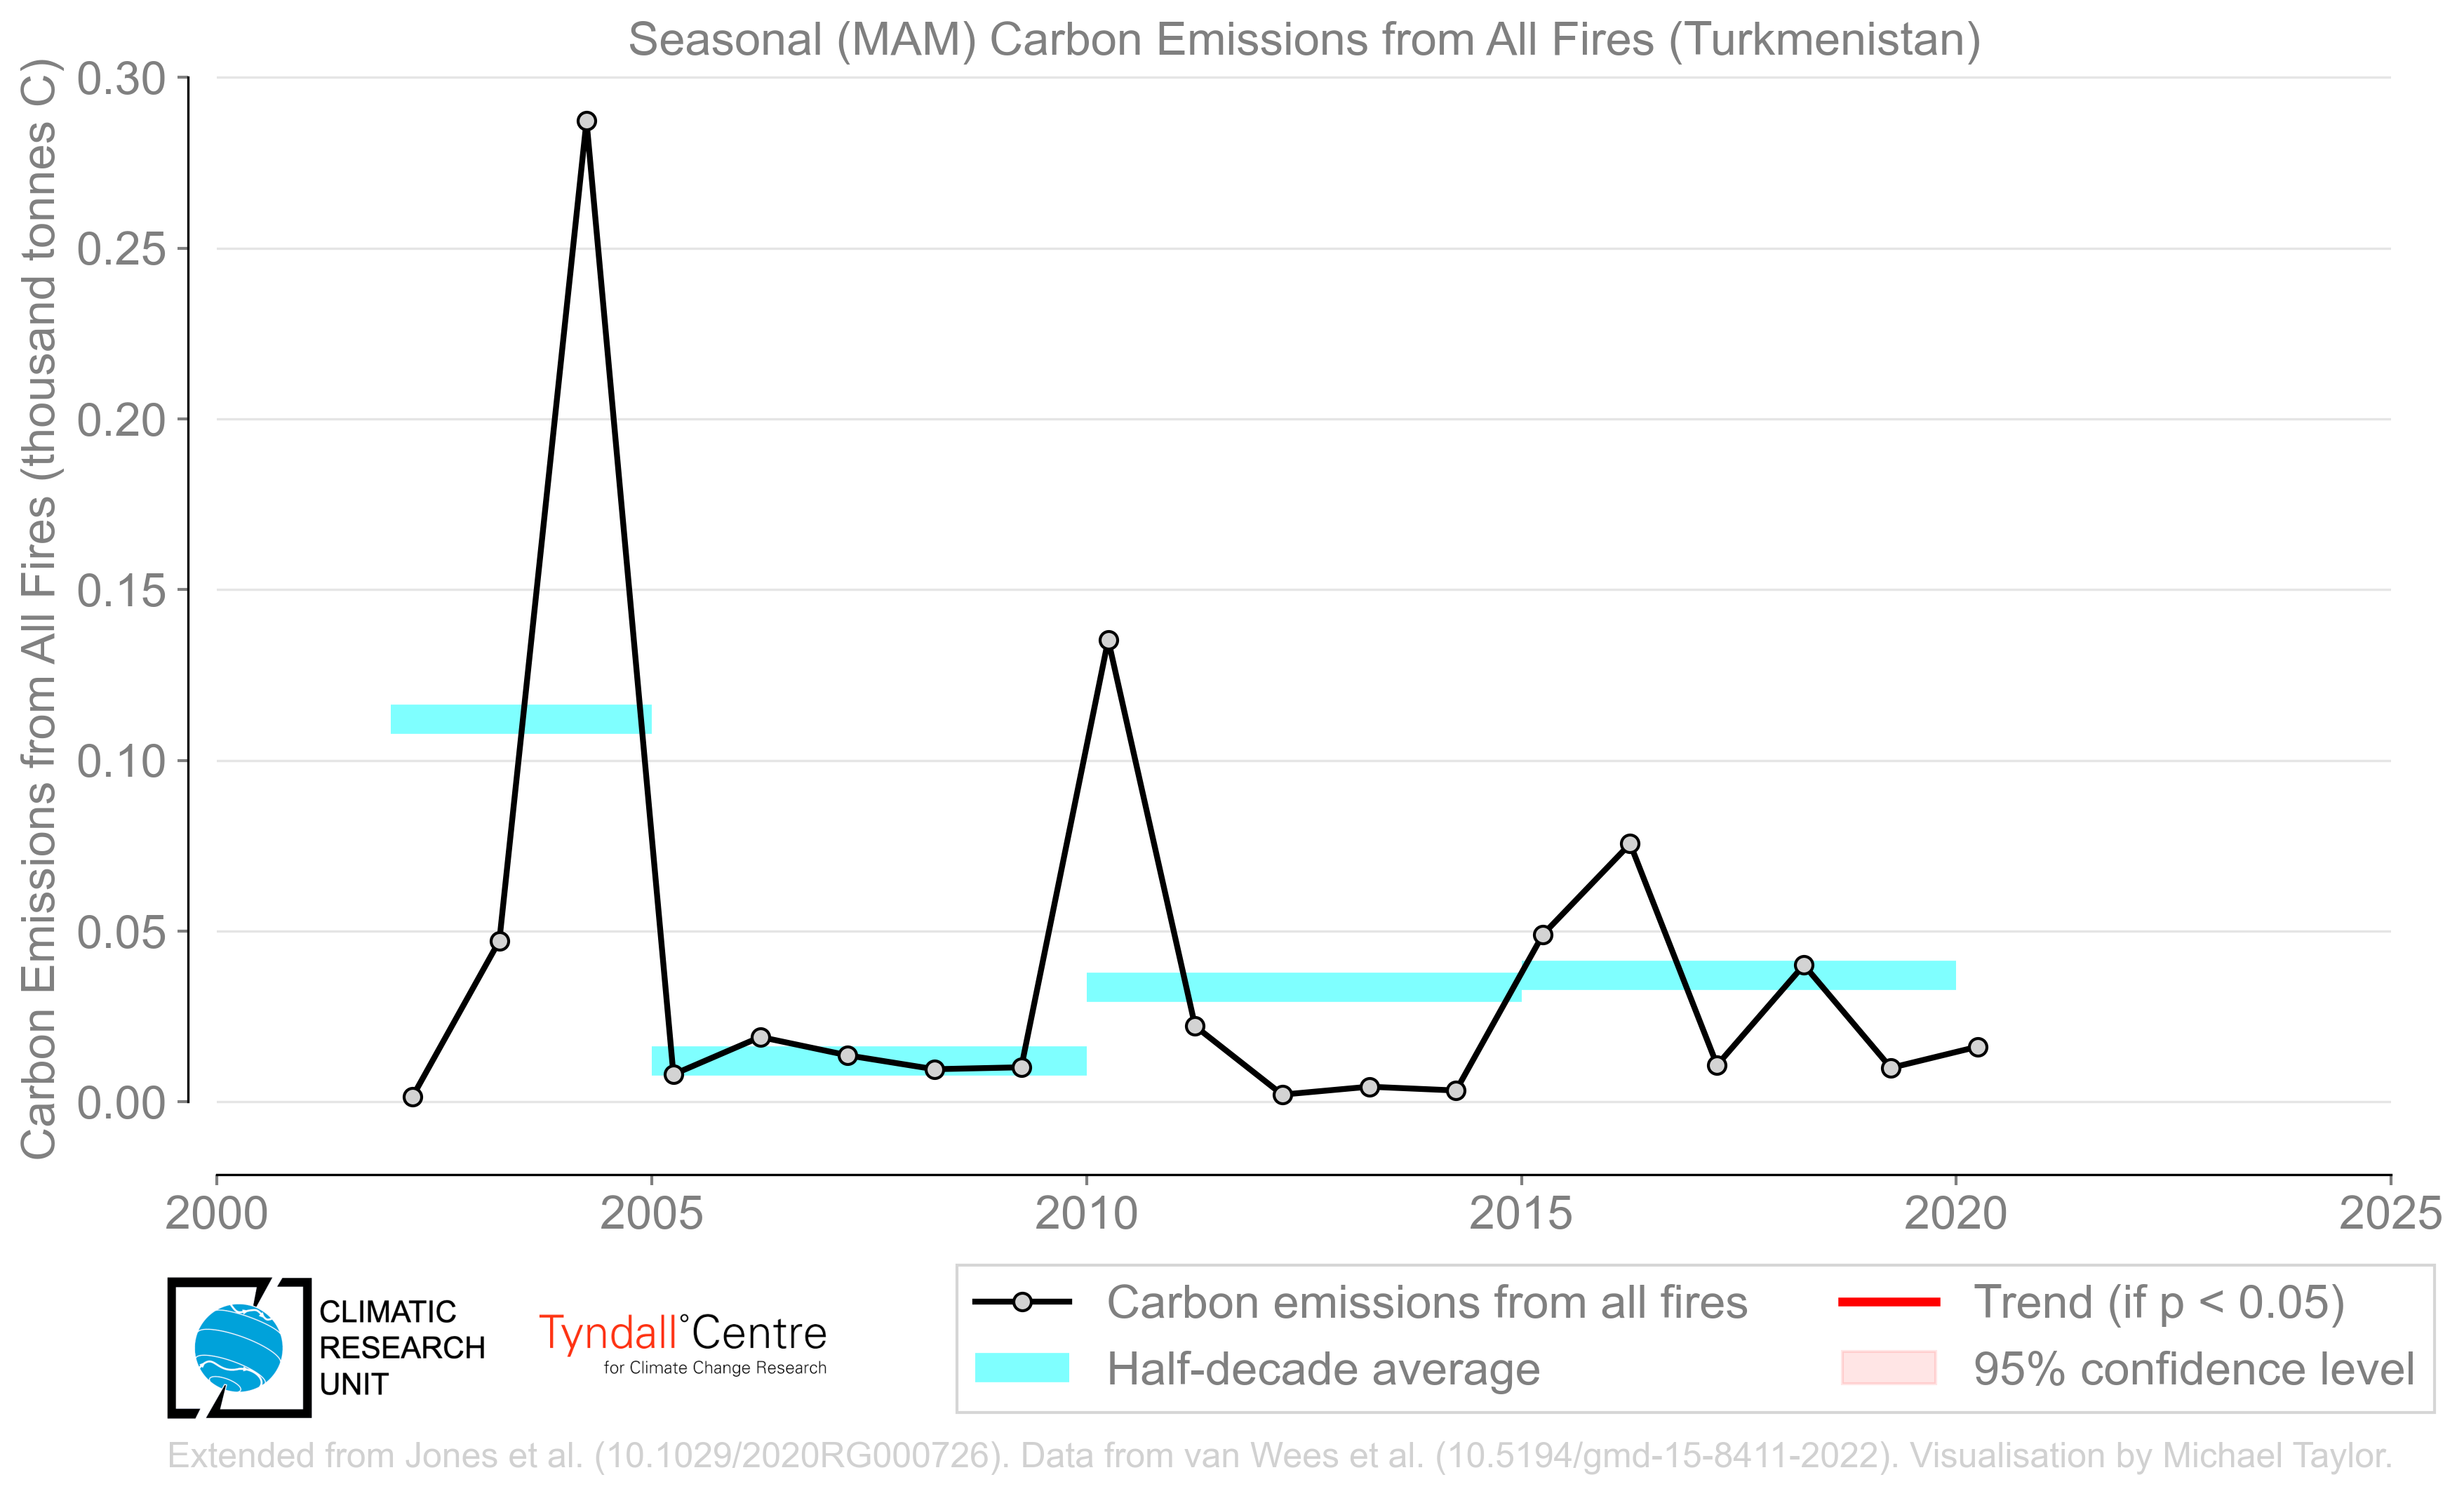 Seasonal (MAM) Carbon Emissions from All Fires (Turkmenistan)
Carbon Emissions from All Fires (thousand tonnes C)
0.30
0.25
0.20
0.15
0.10
0.05
0.00
2000 2005 2010 2015 2020 2025
CLIMATIC
RESEARCH
UNIT
Tyndall°Centre
for Climate Change Research
Carbon emissions from all fires
Half-decade average
Trend (if p < 0.05)
95% confidence level
Extended from Jones et al. (10.1029/2020RG000726). Data from van Wees et al. (10.5194/gmd-15-8411-2022). Visualisation by Michael Taylor.